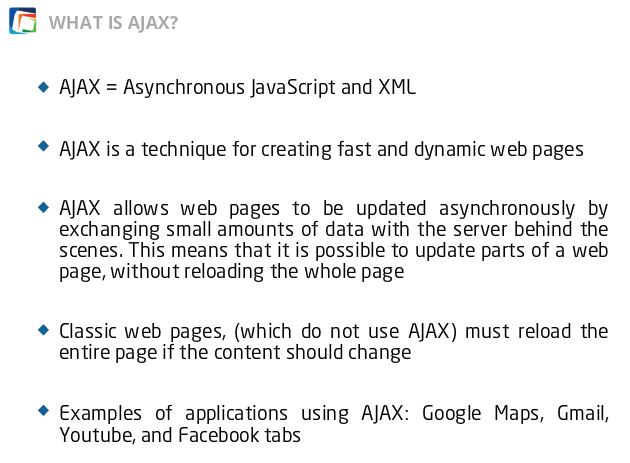 WHAT IS AJAX?
AJAX = Asynchronous JavaScript and XML
AJAX is a technique for creating fast and dynamic web pages
AJAX allows web pages to be updated asynchronously by
exchanging small amounts of data with the server behind the
scenes. This means that it is possible to update parts of a web
page, without reloading the whole page
Classic web pages, (which do not use AJAX) must reload the
entire page if the content should change
Examples of applications using AJAX: Google Maps, Gmail,
Youtube, and Facebook tabs